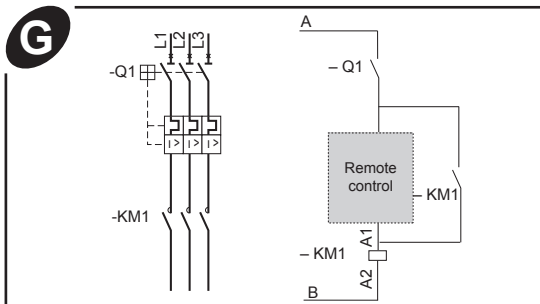 G
L1
L2
L3
-Q1
I >
I >
I >
-KM1
A
– Q1
Remote
control
– KM1
A1
– KM1
A2
B